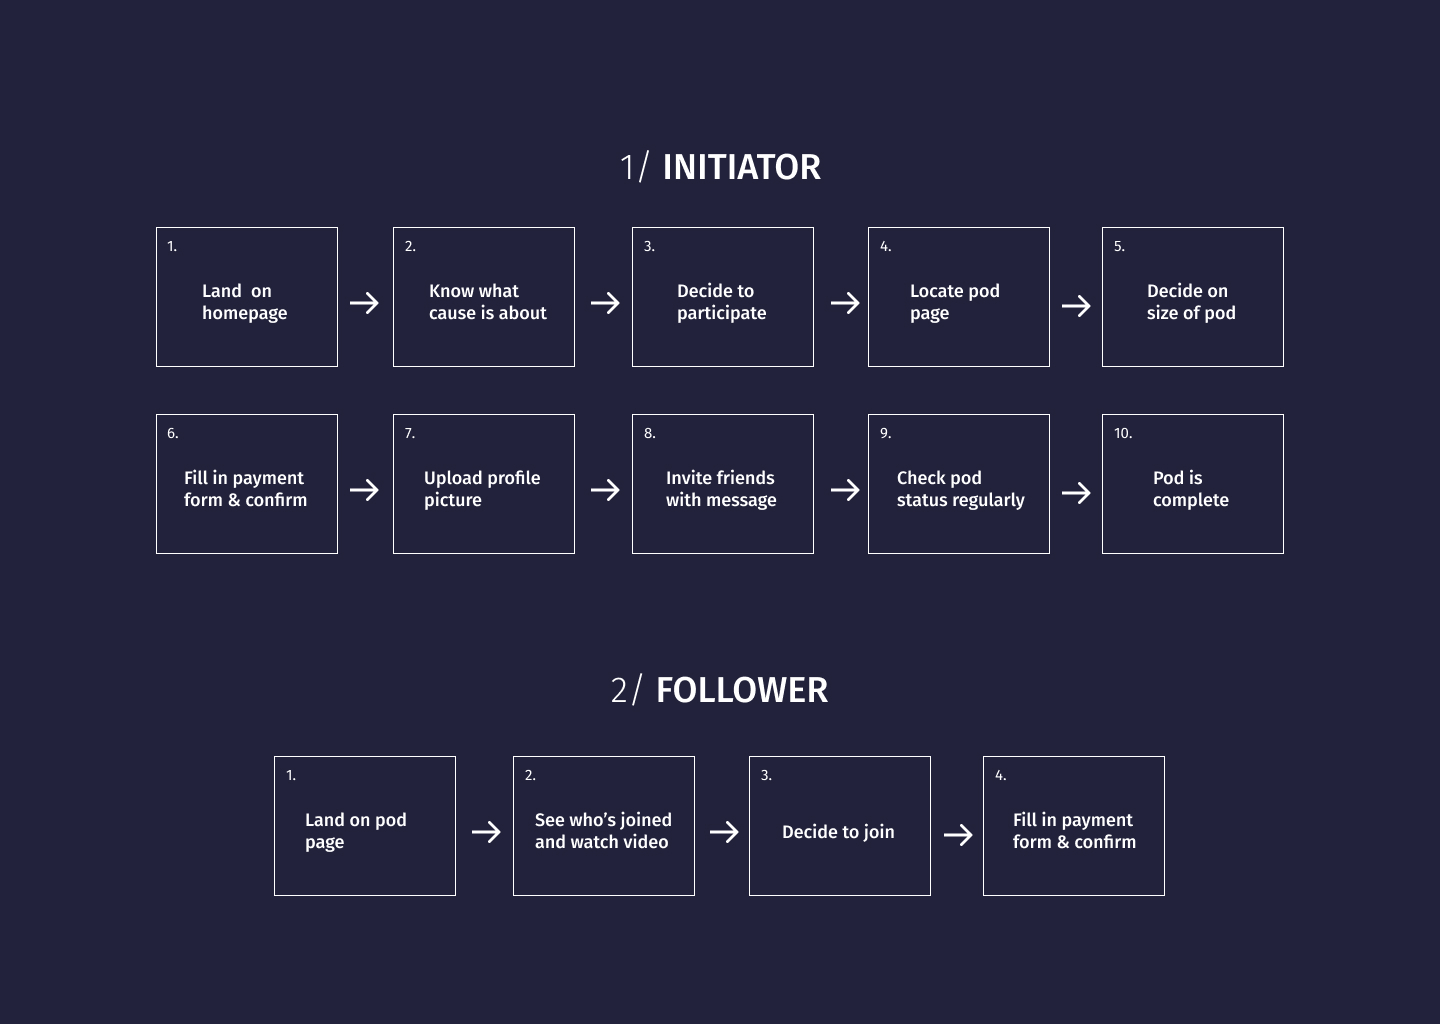 1/ INITIATOR
1.
Land  on
homepage
2.
Know what
cause is about
3.
Decide to
participate
4.
Locate pod
page
5.
Decide on
size of pod
6.
Fill in payment
form & confirm
7.
Upload profile
picture
8.
Invite friends
with message
9.
Check pod
status regularly
10.
Pod is
complete
2/ FOLLOWER
1.
Land on pod
page
2.
See who’s joined
and watch video
3.
Decide to join
4.
Fill in payment
form & confirm